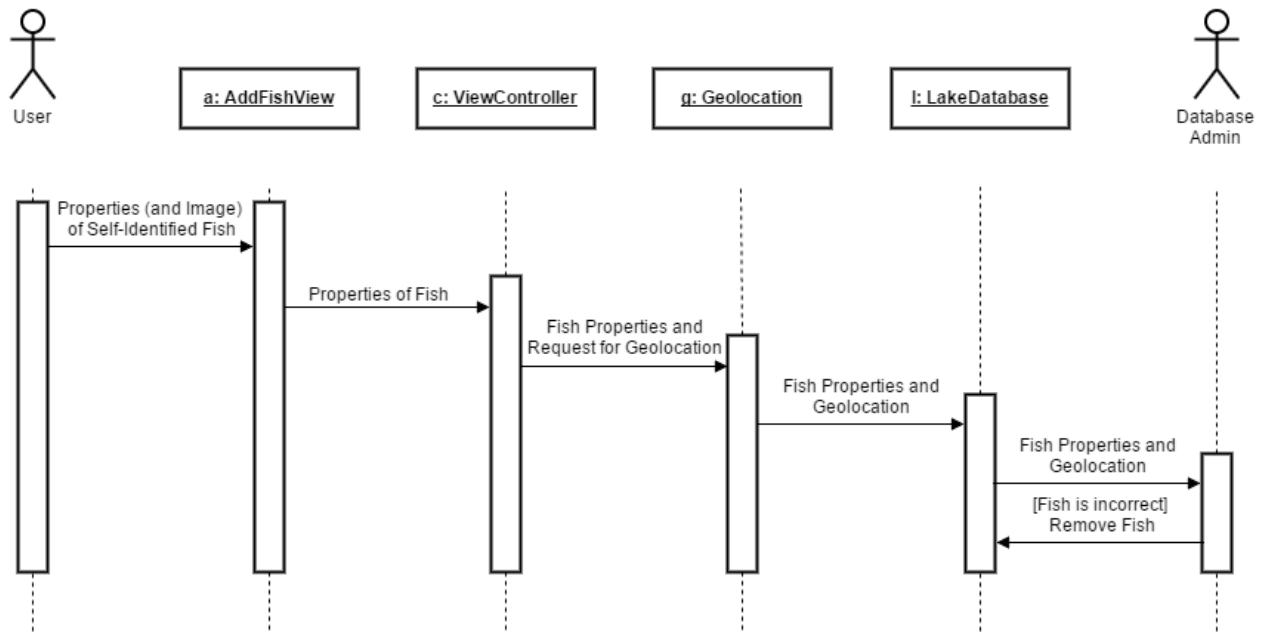 User
a: AddFishView
c: ViewController
g: Geolocation
l: LakeDatabase
Database
Admin
Properties (and Image)
of Self-Identified Fish
Properties of Fish
Fish Properties and
Request for Geolocation
Fish Properties and
Geolocation
Fish Properties and
Geolocation
[Fish is incorrect]
Remove Fish